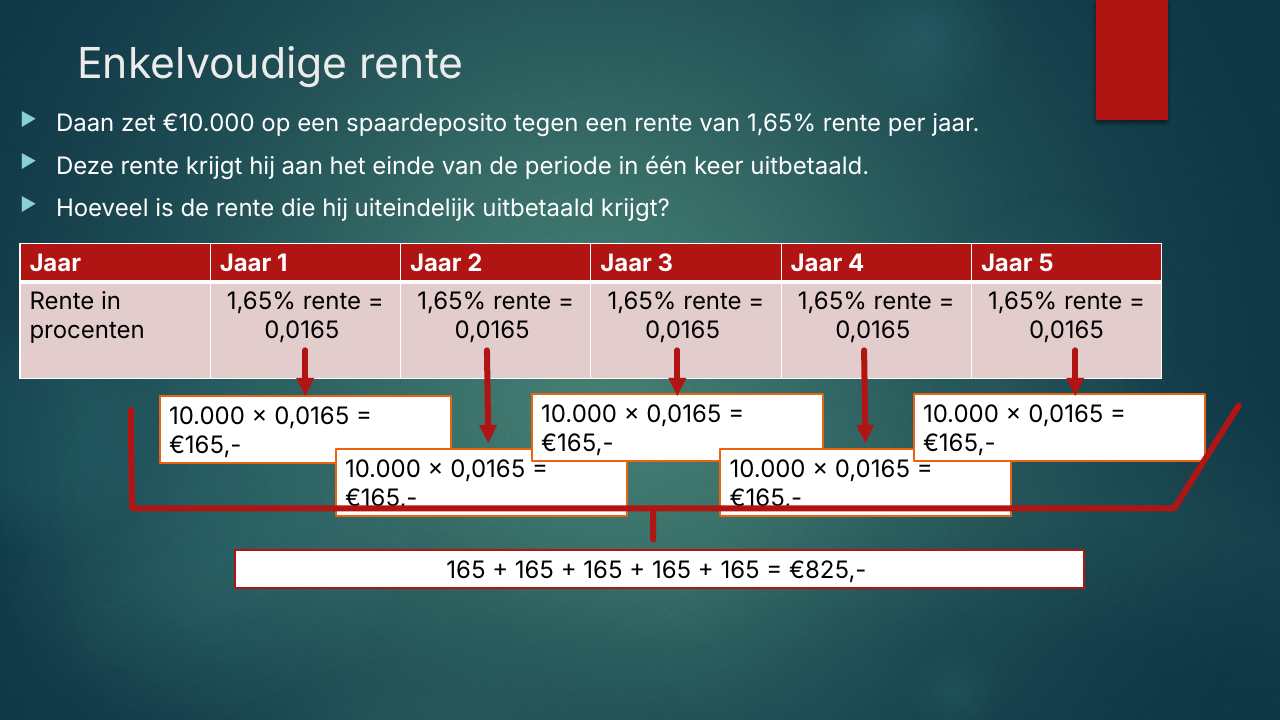 Enkelvoudige rente
Daan zet €10.000 op een spaardeposito tegen een rente van 1,65% rente per jaar.
Deze rente krijgt hij aan het einde van de periode in één keer uitbetaald.
Hoeveel is de rente die hij uiteindelijk uitbetaald krijgt?
Jaar Jaar 1 Jaar 2 Jaar 3 Jaar 4 Jaar 5
Rente in 1,65% rente = 1,65% rente = 1,65% rente = 1,65% rente = 1,65% rente =
procenten 0,0165 0,0165 0,0165 0,0165 0,0165
10.000 × 0,0165 =
€165,-
10.000 × 0,0165 =
€165,-
10.000 × 0,0165 =
€165,-
10.000 × 0,0165 =
€165,-
10.000 × 0,0165 =
€165,-
165 + 165 + 165 + 165 + 165 = €825,-